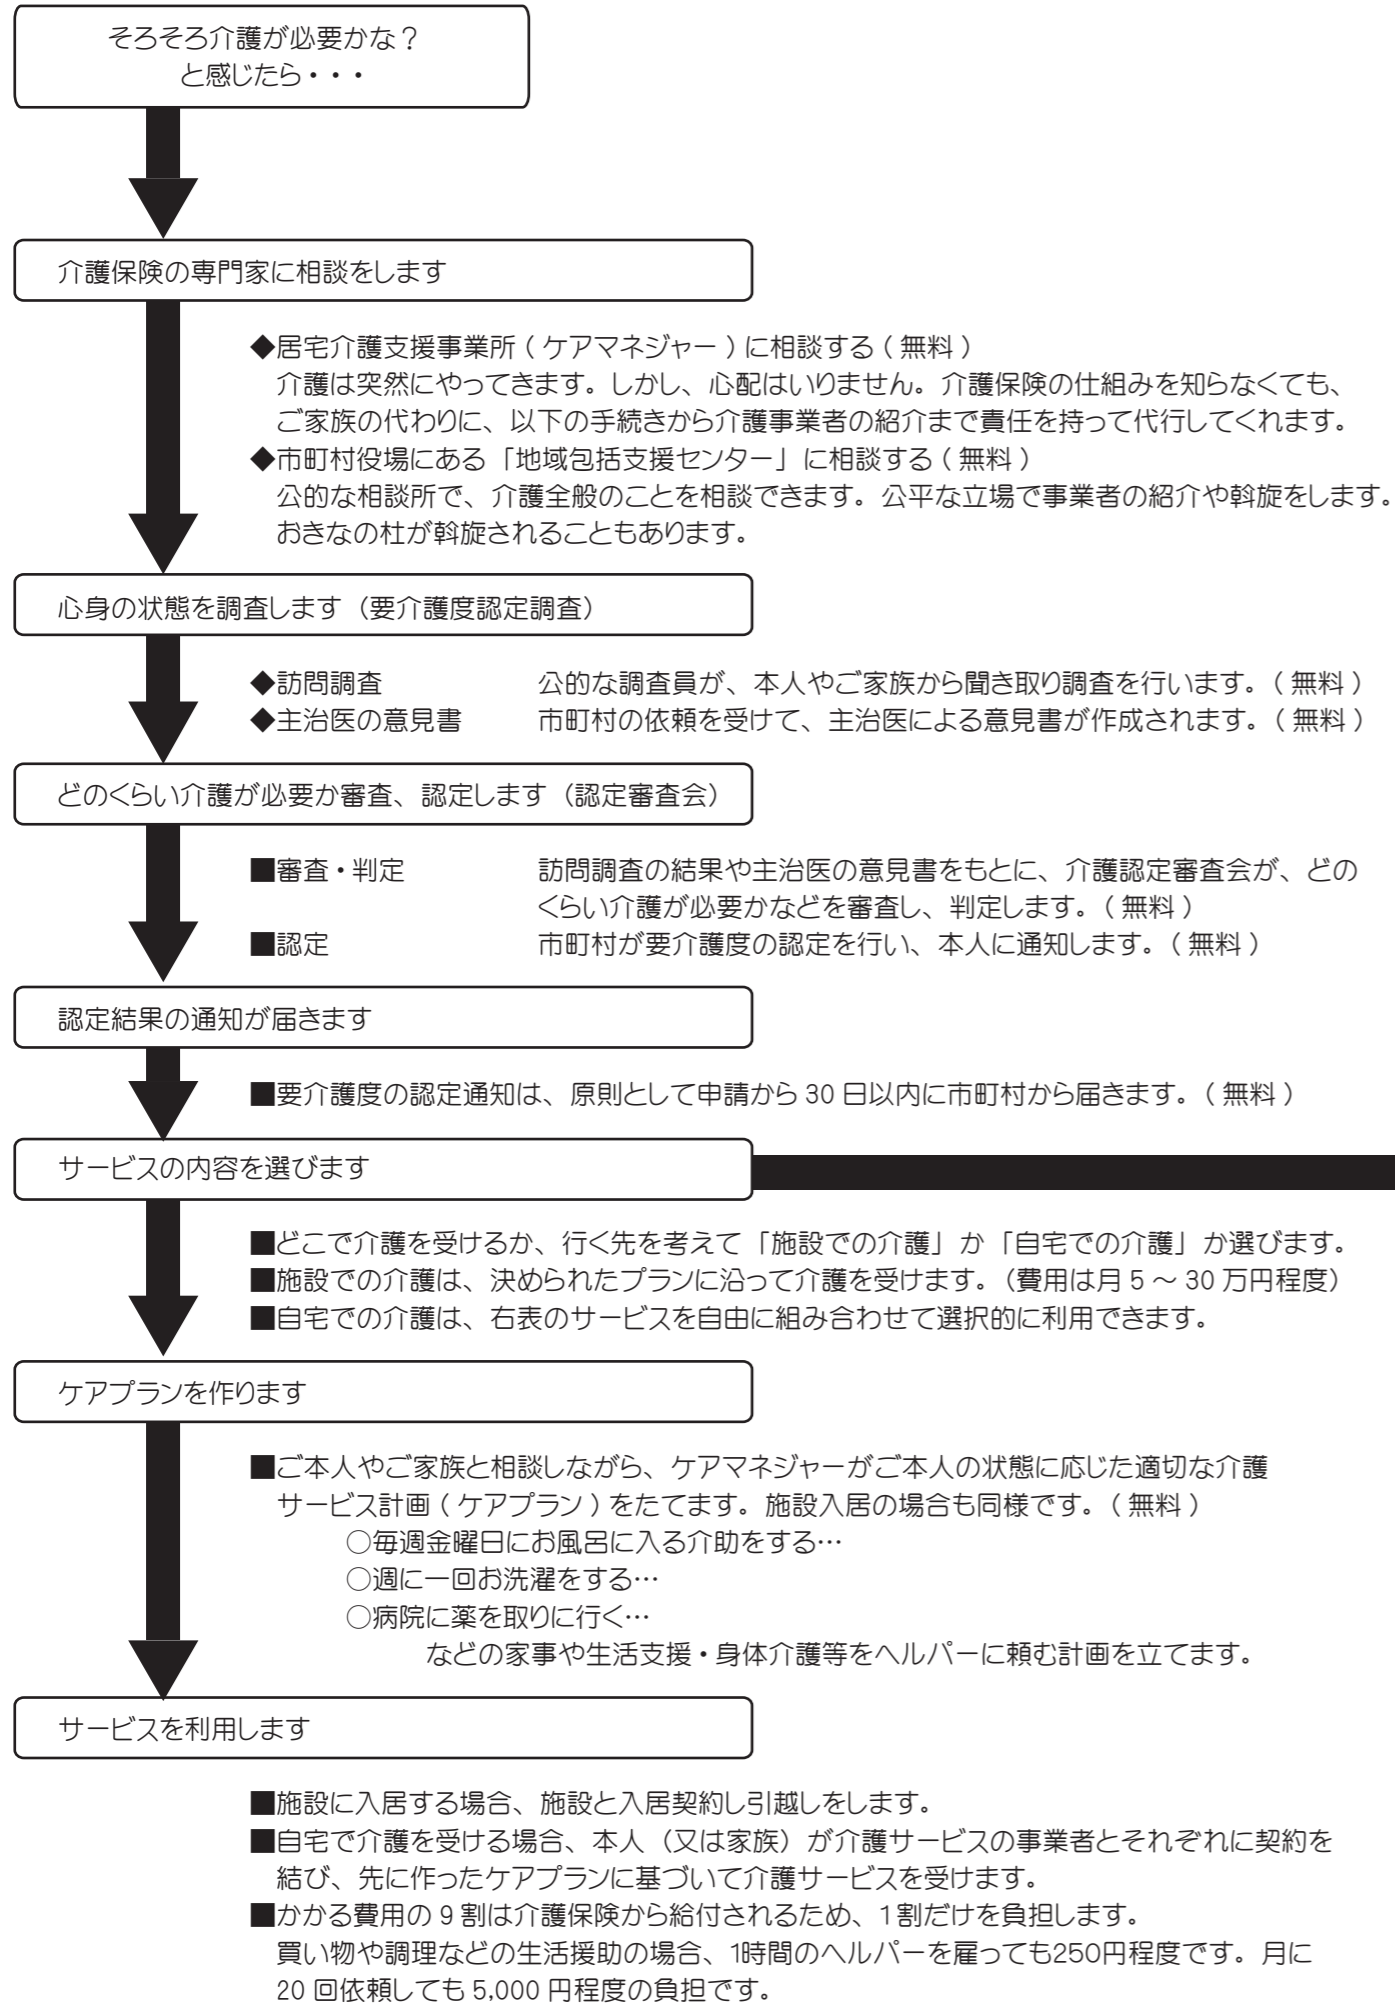 そろそろ介護が必要かな？
と感じたら・・・
介護保険の専門家に相談をします
◆居宅介護支援事業所 ( ケアマネジャー ) に相談する ( 無料 )
介護は突然にやってきます。しかし、心配はいりません。介護保険の仕組みを知らなくても、
ご家族の代わりに、以下の手続きから介護事業者の紹介まで責任を持って代行してくれます。
◆市町村役場にある「地域包括支援センター」に相談する ( 無料 )
公的な相談所で、介護全般のことを相談できます。公平な立場で事業者の紹介や斡旋をします。
おきなの杜が斡旋されることもあります。
心身の状態を調査します（要介護度認定調査）
◆訪問調査 公的な調査員が、本人やご家族から聞き取り調査を行います。( 無料 )
◆主治医の意見書 市町村の依頼を受けて、主治医による意見書が作成されます。( 無料 )
どのくらい介護が必要か審査、認定します（認定審査会）
■審査・判定 訪問調査の結果や主治医の意見書をもとに、介護認定審査会が、どの
くらい介護が必要かなどを審査し、判定します。( 無料 )
■認定 市町村が要介護度の認定を行い、本人に通知します。( 無料 )
認定結果の通知が届きます
■要介護度の認定通知は、原則として申請から 30 日以内に市町村から届きます。( 無料 )
サービスの内容を選びます
■どこで介護を受けるか、行く先を考えて「施設での介護」か「自宅での介護」か選びます。
■施設での介護は、決められたプランに沿って介護を受けます。（費用は月 5 ～ 30 万円程度）
■自宅での介護は、右表のサービスを自由に組み合わせて選択的に利用できます。
ケアプランを作ります
■ご本人やご家族と相談しながら、ケアマネジャーがご本人の状態に応じた適切な介護
サービス計画 ( ケアプラン ) をたてます。施設入居の場合も同様です。( 無料 )
○毎週金曜日にお風呂に入る介助をする…
○週に一回お洗濯をする…
○病院に薬を取りに行く…
などの家事や生活支援・身体介護等をヘルパーに頼む計画を立てます。
サービスを利用します
■施設に入居する場合、施設と入居契約し引越しをします。
■自宅で介護を受ける場合、本人（又は家族）が介護サービスの事業者とそれぞれに契約を
結び、先に作ったケアプランに基づいて介護サービスを受けます。
■かかる費用の 9 割は介護保険から給付されるため、1 割だけを負担します。
買い物や調理などの生活援助の場合、1時間のヘルパーを雇っても250円程度です。月に
20 回依頼しても 5,000 円程度の負担です。